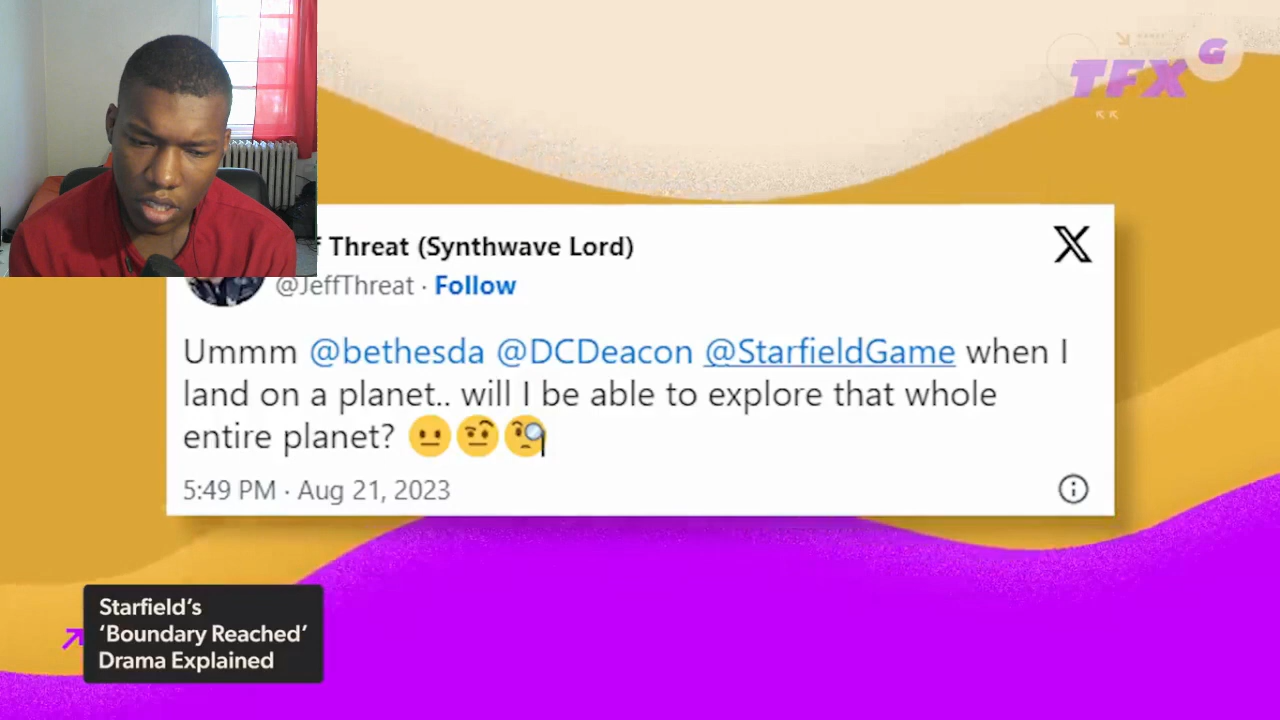 TFX G
f Threat (Synthwave Lord)
@JeffThreat · Follow
Ummm @bethesda @DCDeacon @StarfieldGame when I
land on a planet.. will I be able to explore that whole
entire planet? 😐🤨🧐
5:49 PM · Aug 21, 2023
Starfield’s
‘Boundary Reached’
Drama Explained